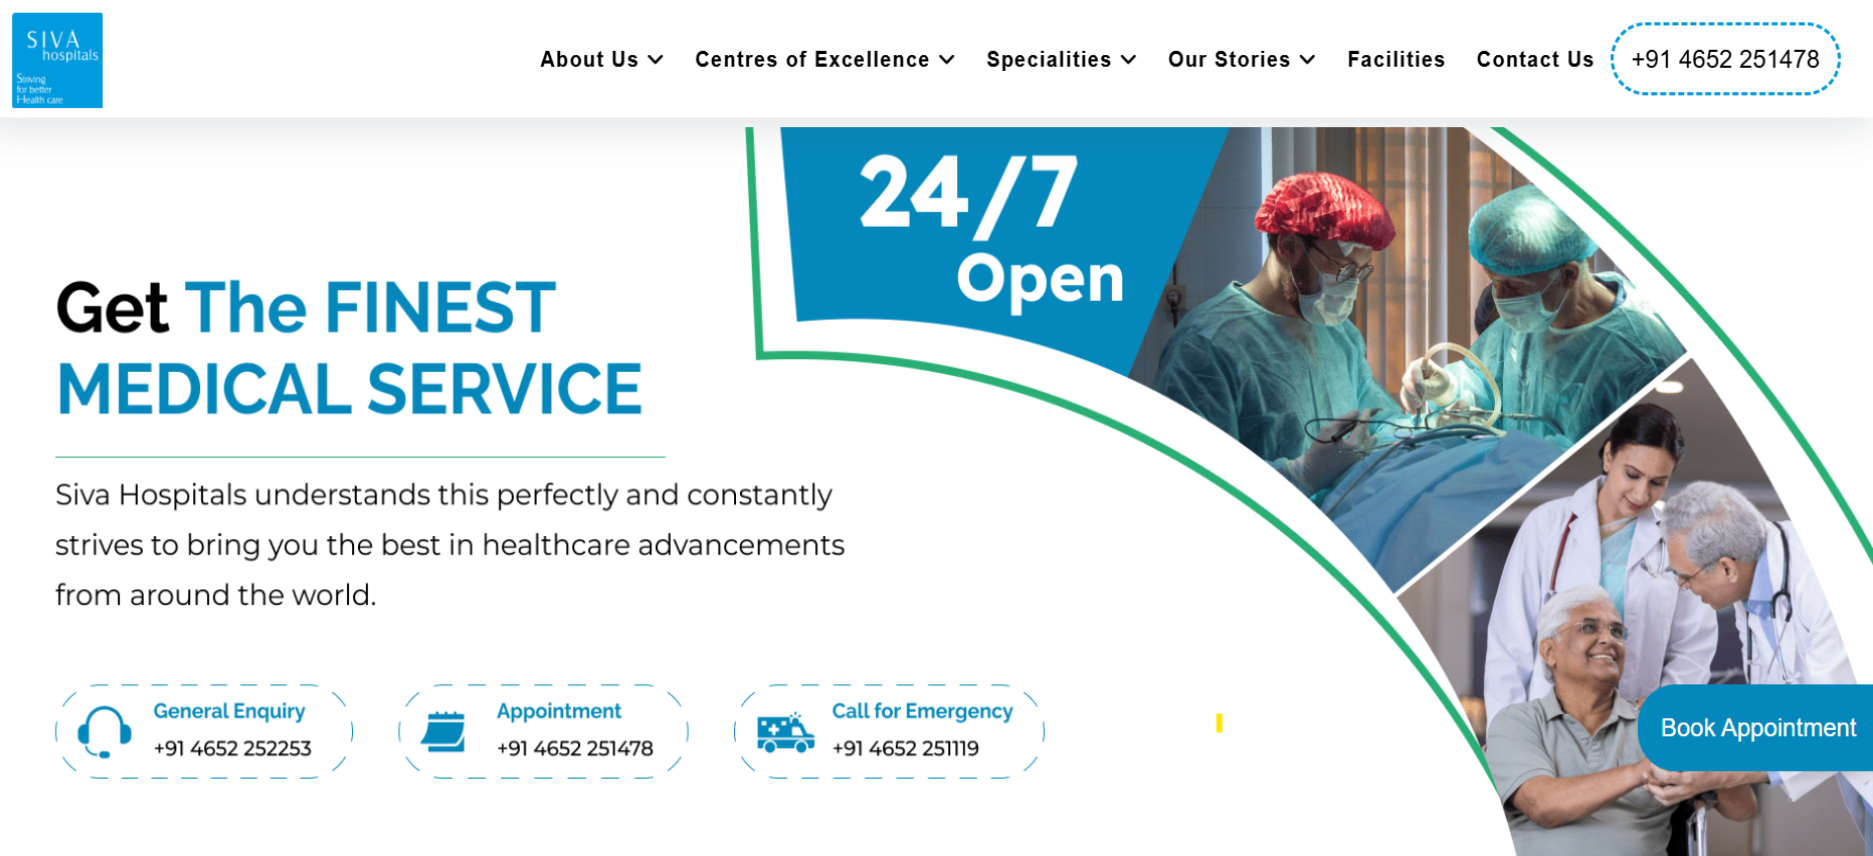 SIVA
hospitals
Striving
for better
Health care
About Us
Centres of Excellence
Specialities
Our Stories
Facilities
Contact Us
+91 4652 251478
24/7
Open
Get The FINEST
MEDICAL SERVICE
Siva Hospitals understands this perfectly and constantly
strives to bring you the best in healthcare advancements
from around the world.
General Enquiry
+91 4652 252253
Appointment
+91 4652 251478
Call for Emergency
+91 4652 251119
Book Appointment